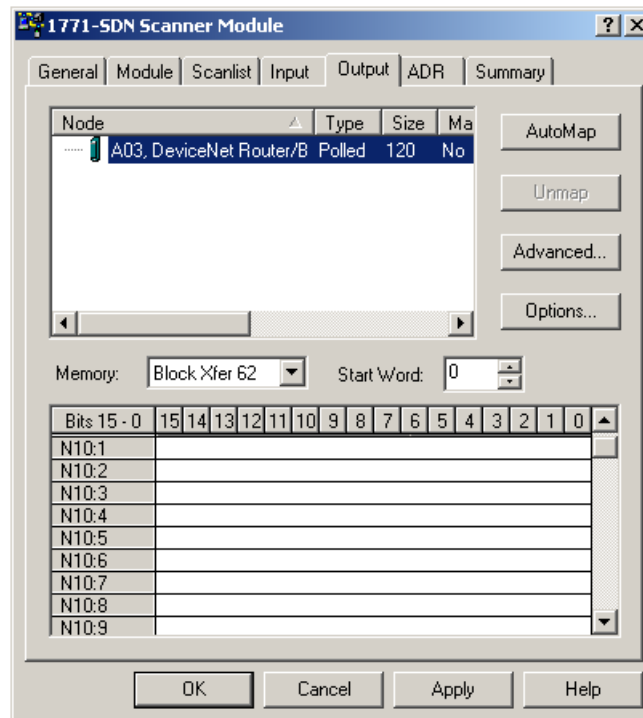 1771-SDN Scanner Module
General Module Scanlist Input Output ADR Summary
Node Type Size Ma
A03, DeviceNet Router/B Polled 120 No
AutoMap
Unmap
Advanced...
Options...
Memory: Block Xfer 62 Start Word: 0
Bits 15 - 0 15 14 13 12 11 10 9 8 7 6 5 4 3 2 1 0
N10:1
N10:2
N10:3
N10:4
N10:5
N10:6
N10:7
N10:8
N10:9
OK Cancel Apply Help